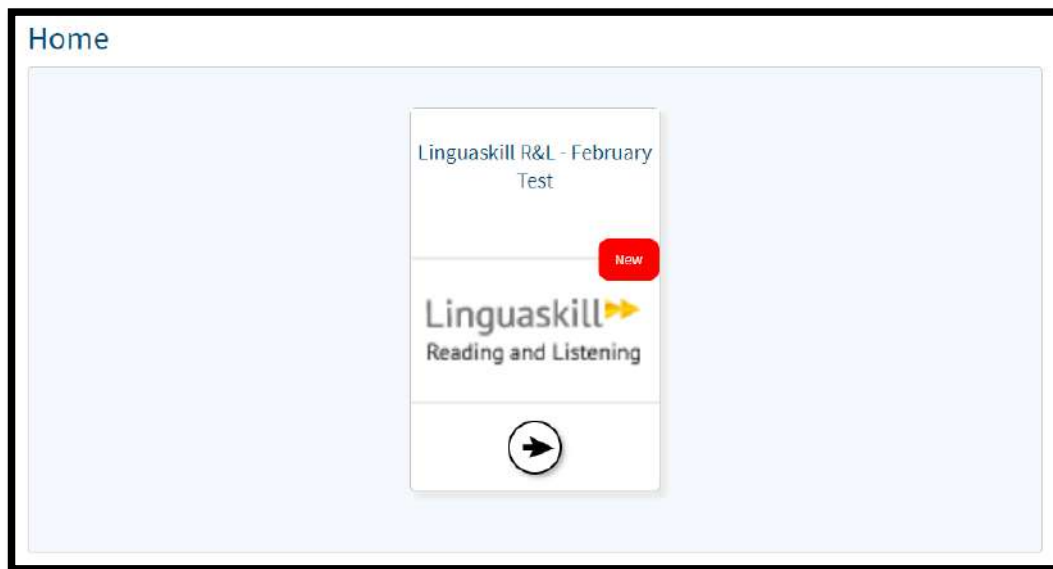 Home
Linguaskill R&L - February
Test
New
Linguaskill
Reading and Listening